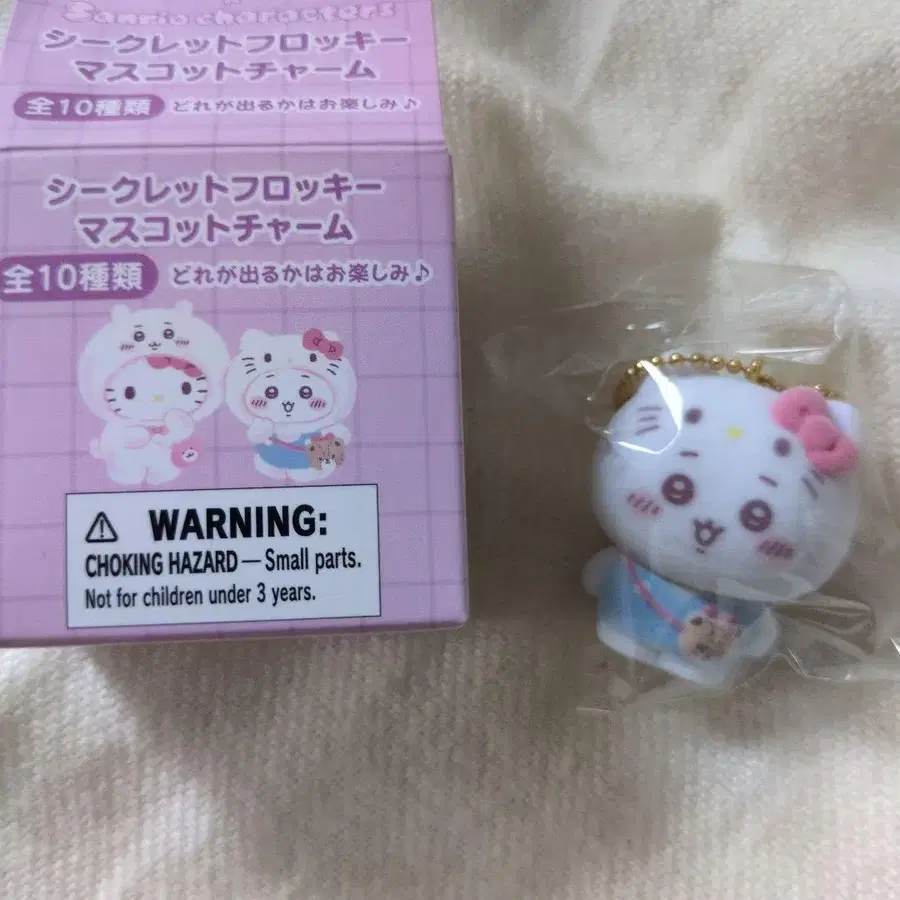 Sanrio characters
シークレットフロッキー
マスコットチャーム
全10種類 どれが出るかはお楽しみ♪
シークレットフロッキー
マスコットチャーム
全10種類 どれが出るかはお楽しみ♪
⚠ WARNING:
CHOKING HAZARD — Small parts.
Not for children under 3 years.